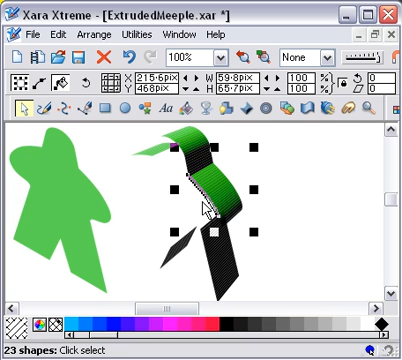 Xara Xtreme - [ExtrudedMeeple.xar *]
File Edit Arrange Utilities Window Help
100% None
215.6pix 59.8pix 100 0
468pix 65.7pix 100 0
Aa
23 shapes: Click select